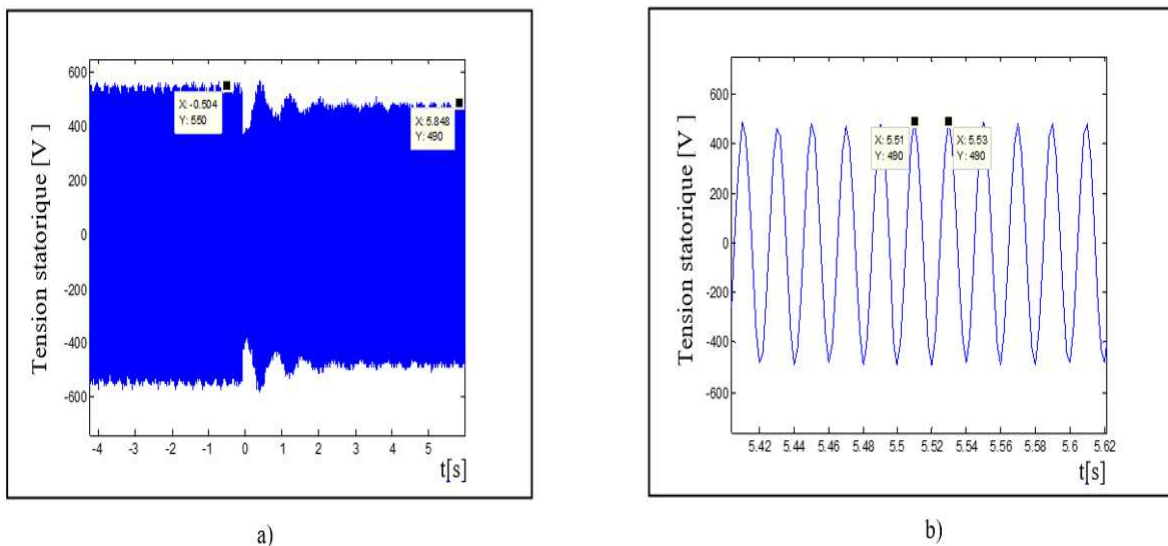 Tension statorique [V ]
600
400
200
0
-200
-400
-600
X: -0.504
Y: 550
X: 5.848
Y: 490
-4 -3 -2 -1 0 1 2 3 4 5
t[s]
a)
Tension statorique [V ]
600
400
200
0
-200
-400
-600
X: 5.51
Y: 490
X: 5.53
Y: 490
5.42 5.44 5.46 5.48 5.5 5.52 5.54 5.56 5.58 5.6 5.62
t[s]
b)